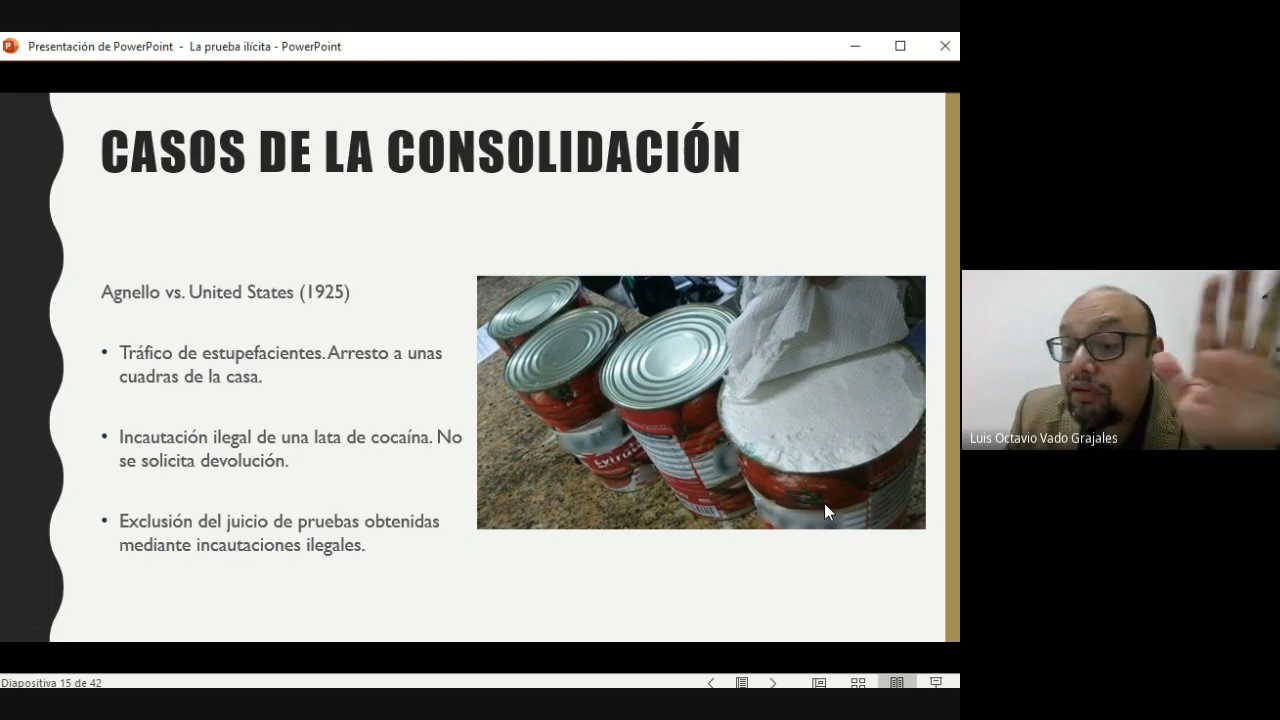 Presentación de PowerPoint - La prueba ilícita - PowerPoint
CASOS DE LA CONSOLIDACIÓN
Agnello vs. United States (1925)
• Tráfico de estupefacientes. Arresto a unas
cuadras de la casa.
• Incautación ilegal de una lata de cocaína. No
se solicita devolución.
• Exclusión del juicio de pruebas obtenidas
mediante incautaciones ilegales.
Luis Octavio Vado Grajales
Diapositiva 15 de 42